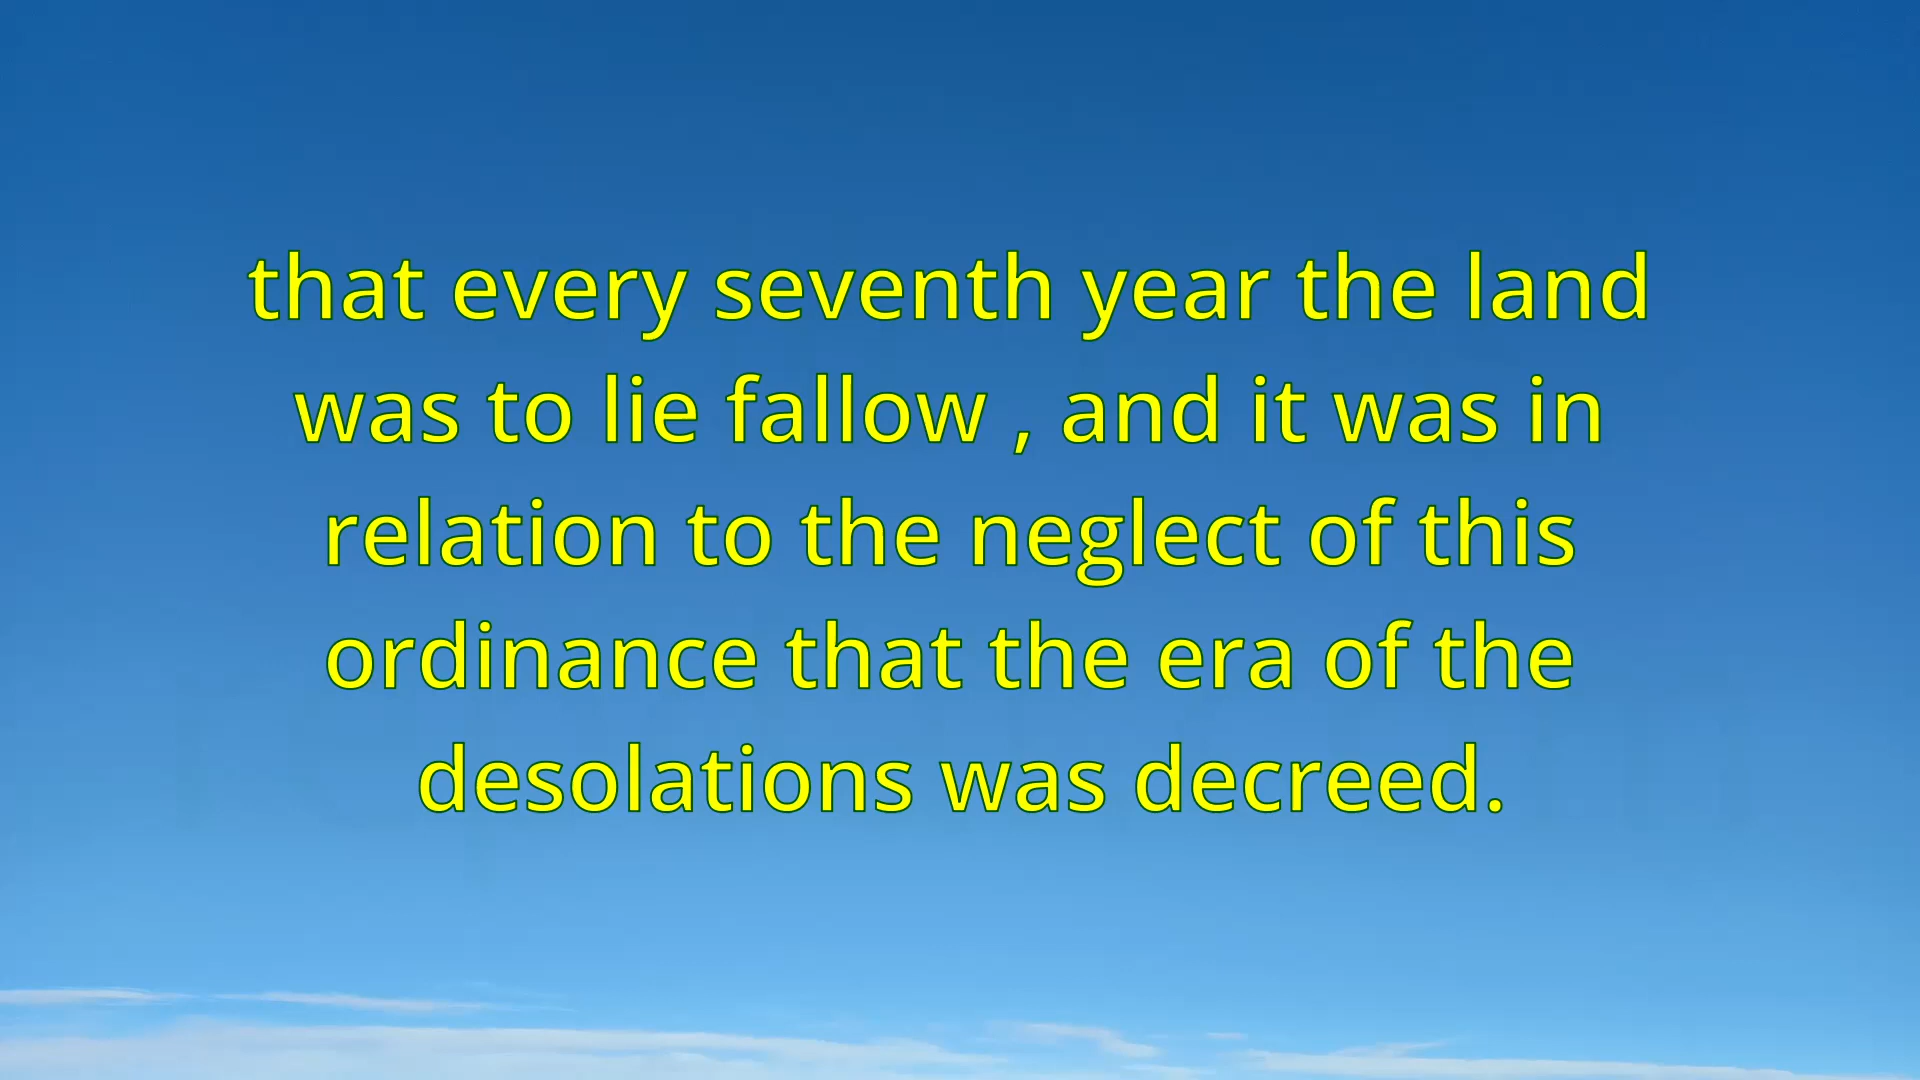 that every seventh year the land
was to lie fallow , and it was in
relation to the neglect of this
ordinance that the era of the
desolations was decreed.